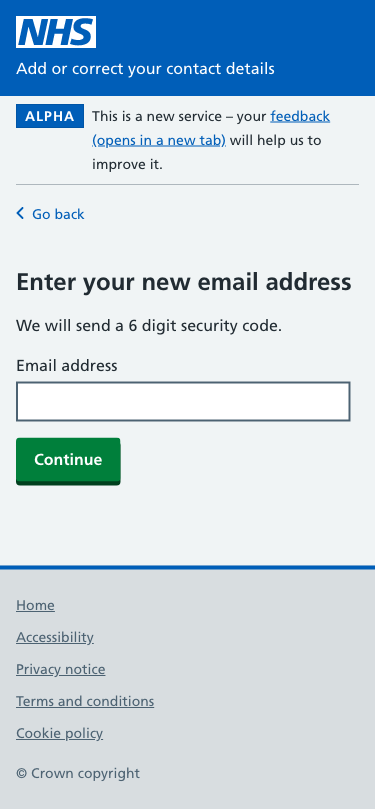 NHS
Add or correct your contact details
ALPHA This is a new service – your feedback
(opens in a new tab) will help us to
improve it.
Go back
Enter your new email address
We will send a 6 digit security code.
Email address
Continue
Home
Accessibility
Privacy notice
Terms and conditions
Cookie policy
© Crown copyright